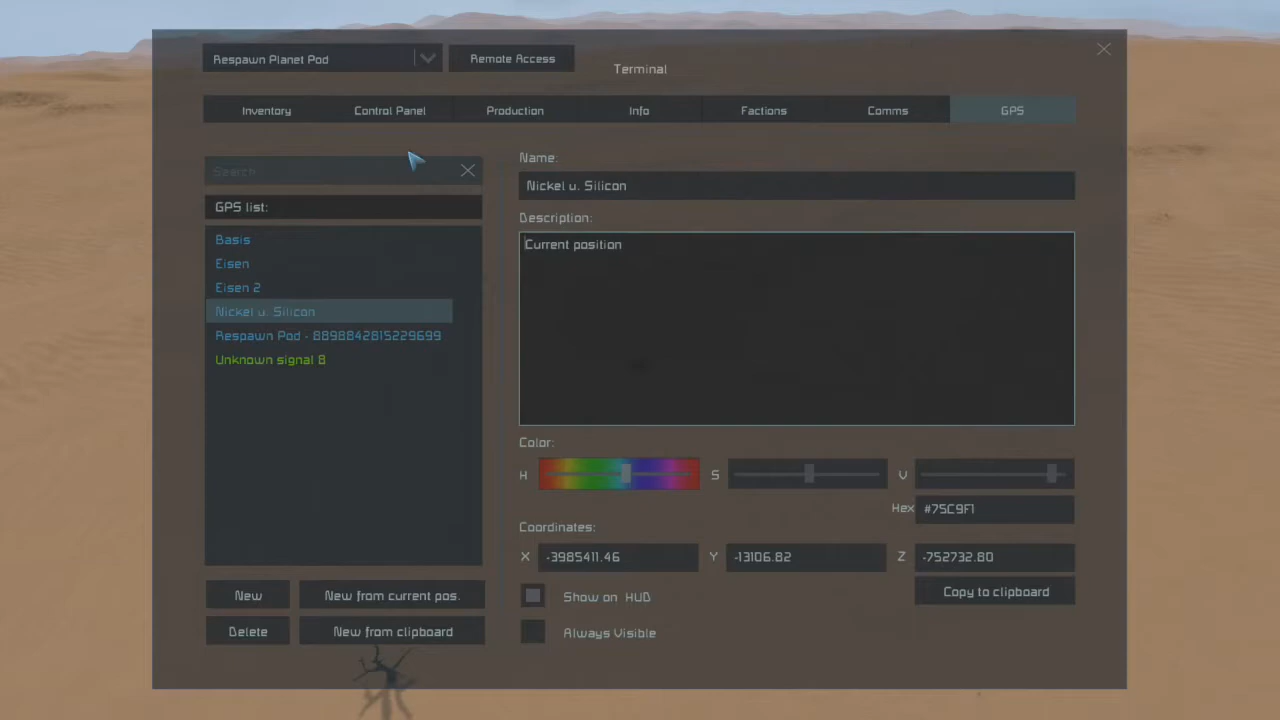 Respawn Planet Pod
Remote Access
Terminal
Inventory
Control Panel
Production
Info
Factions
Comms
GPS
Search
GPS list:
Basis
Eisen
Eisen 2
Nickel u. Silicon
Respawn Pod - 8898842815229699
Unknown signal 8
New
New from current pos.
Delete
New from clipboard
Name:
Nickel u. Silicon
Description:
Current position
Color:
H
S
V
Hex #75C9F1
Coordinates:
X -3985411.46
Y -13106.82
Z -752732.80
Copy to clipboard
Show on HUD
Always Visible